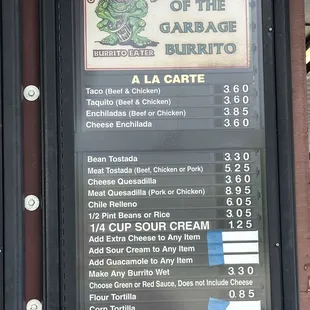 OF THE
GARBAGE
BURRITO
BURRITO EATER
A LA CARTE
Taco (Beef & Chicken) 3.60
Taquito (Beef & Chicken) 3.60
Enchiladas (Beef & Chicken) 3.85
Cheese Enchilada 3.60
Bean Tostada 3.30
Meat Tostada (Beef, Chicken or Pork) 5.25
Cheese Quesadilla 3.60
Meat Quesadilla (Pork or Chicken) 8.95
Chile Relleno 6.05
1/2 Pint Beans or Rice 3.05
1/4 CUP SOUR CREAM 1.25
Add Extra Cheese to Any Item
Add Sour Cream to Any Item
Add Guacamole to Any Item
Make Any Burrito Wet 3.30
Choose Green or Red Sauce, Does not Include Cheese
Flour Tortilla 0.85
Corn Tortilla